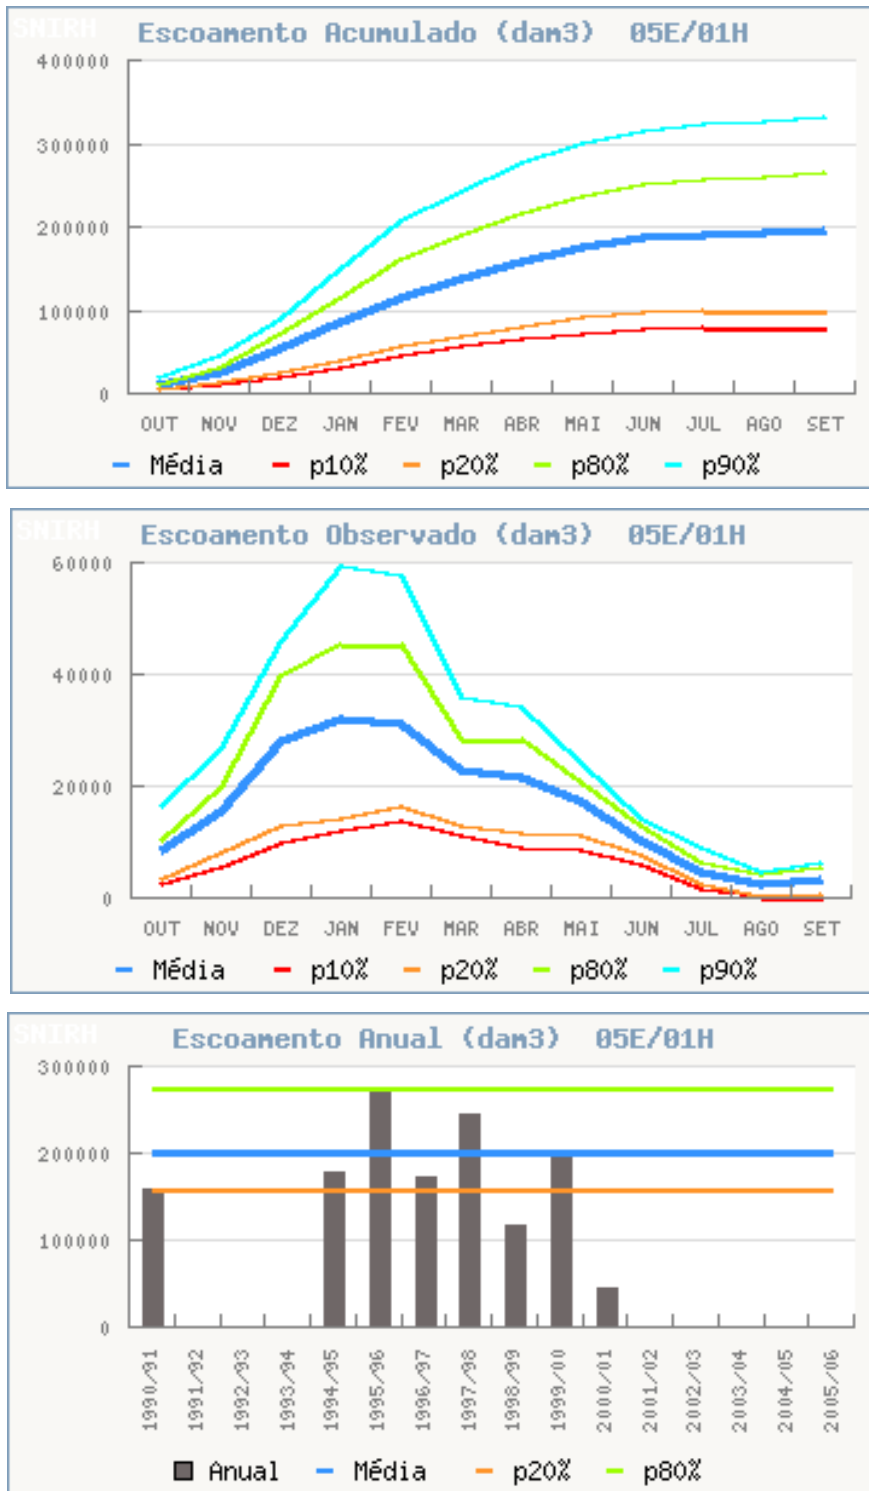 SNIRH
Escoamento Acumulado (dam3) 05E/01H
400000
300000
200000
100000
0
OUT NOV DEZ JAN FEV MAR ABR MAI JUN JUL AGO SET
Média p10% p20% p80% p90%
SNIRH
Escoamento Observado (dam3) 05E/01H
60000
40000
20000
0
OUT NOV DEZ JAN FEV MAR ABR MAI JUN JUL AGO SET
Média p10% p20% p80% p90%
SNIRH
Escoamento Anual (dam3) 05E/01H
300000
200000
100000
0
1990/91 1991/92 1992/93 1993/94 1994/95 1995/96 1996/97 1997/98 1998/99 1999/00 2000/01 2001/02 2002/03 2003/04 2004/05 2005/06
Anual Média p20% p80%